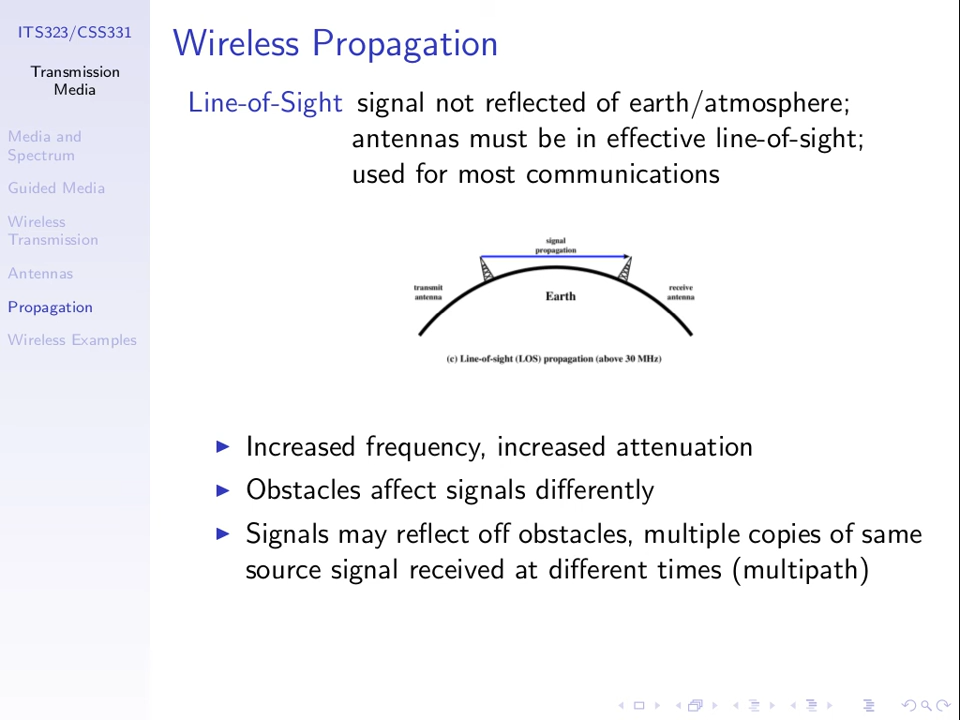 ITS323/CSS331
Transmission
Media
Media and
Spectrum
Guided Media
Wireless
Transmission
Antennas
Propagation
Wireless Examples
Wireless Propagation
Line-of-Sight signal not reflected of earth/atmosphere;
antennas must be in effective line-of-sight;
used for most communications
signal
propagation
transmit
antenna
Earth
receive
antenna
(c) Line-of-sight (LOS) propagation (above 30 MHz)
Increased frequency, increased attenuation
Obstacles affect signals differently
Signals may reflect off obstacles, multiple copies of same
source signal received at different times (multipath)